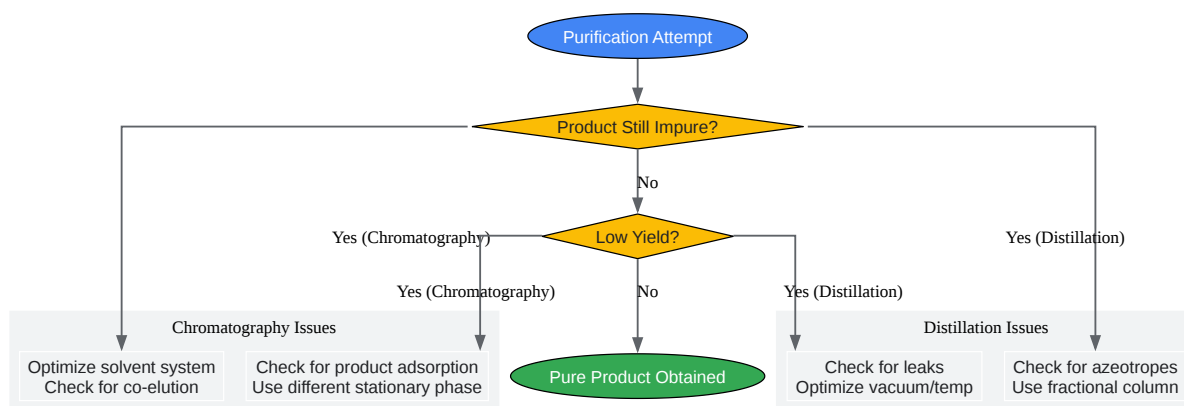 Purification Attempt
Product Still Impure?
No
Yes (Chromatography)
Low Yield?
Yes (Distillation)
Yes (Chromatography)
No
Yes (Distillation)
Chromatography Issues
Distillation Issues
Optimize solvent system
Check for co-elution
Check for product adsorption
Use different stationary phase
Pure Product Obtained
Check for leaks
Optimize vacuum/temp
Check for azeotropes
Use fractional column